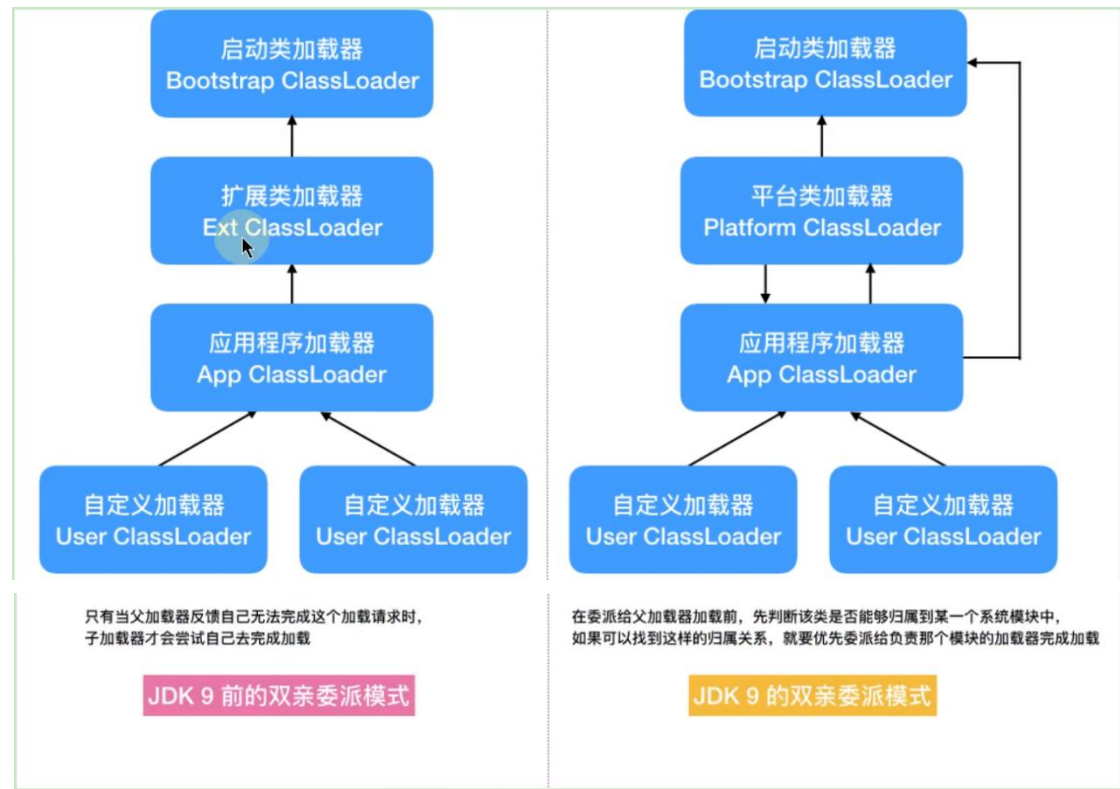 启动类加载器
Bootstrap ClassLoader
扩展类加载器
Ext ClassLoader
应用程序加载器
App ClassLoader
自定义加载器
User ClassLoader
自定义加载器
User ClassLoader
只有当父加载器反馈自己无法完成这个加载请求时，
子加载器才会尝试自己去完成加载
JDK 9 前的双亲委派模式
启动类加载器
Bootstrap ClassLoader
平台类加载器
Platform ClassLoader
应用程序加载器
App ClassLoader
自定义加载器
User ClassLoader
自定义加载器
User ClassLoader
在委派给父加载器加载前，先判断该类是否能够归属到某一个系统模块中，
如果可以找到这样的归属关系，就要优先委派给负责那个模块的加载器完成加载
JDK 9 的双亲委派模式